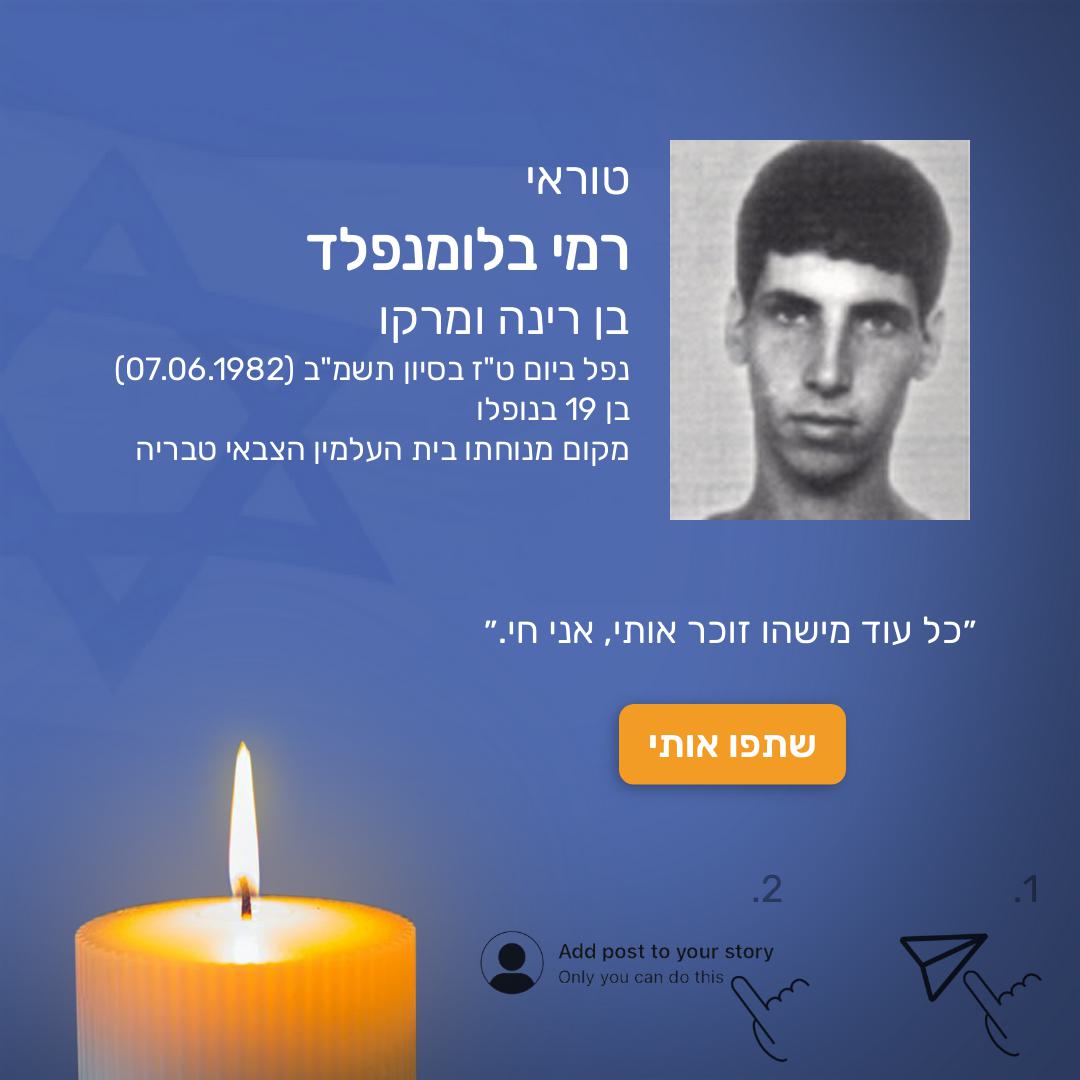 טוראי
רמי בלומנפלד
בן רינה ומרקו
נפל ביום ט"ז בסיון תשמ"ב (07.06.1982)
בן 19 בנופלו
מקום מנוחתו בית העלמין הצבאי טבריה
״כל עוד מישהו זוכר אותי, אני חי.״
שתפו אותי
1.
2.
Add post to your story
Only you can do this